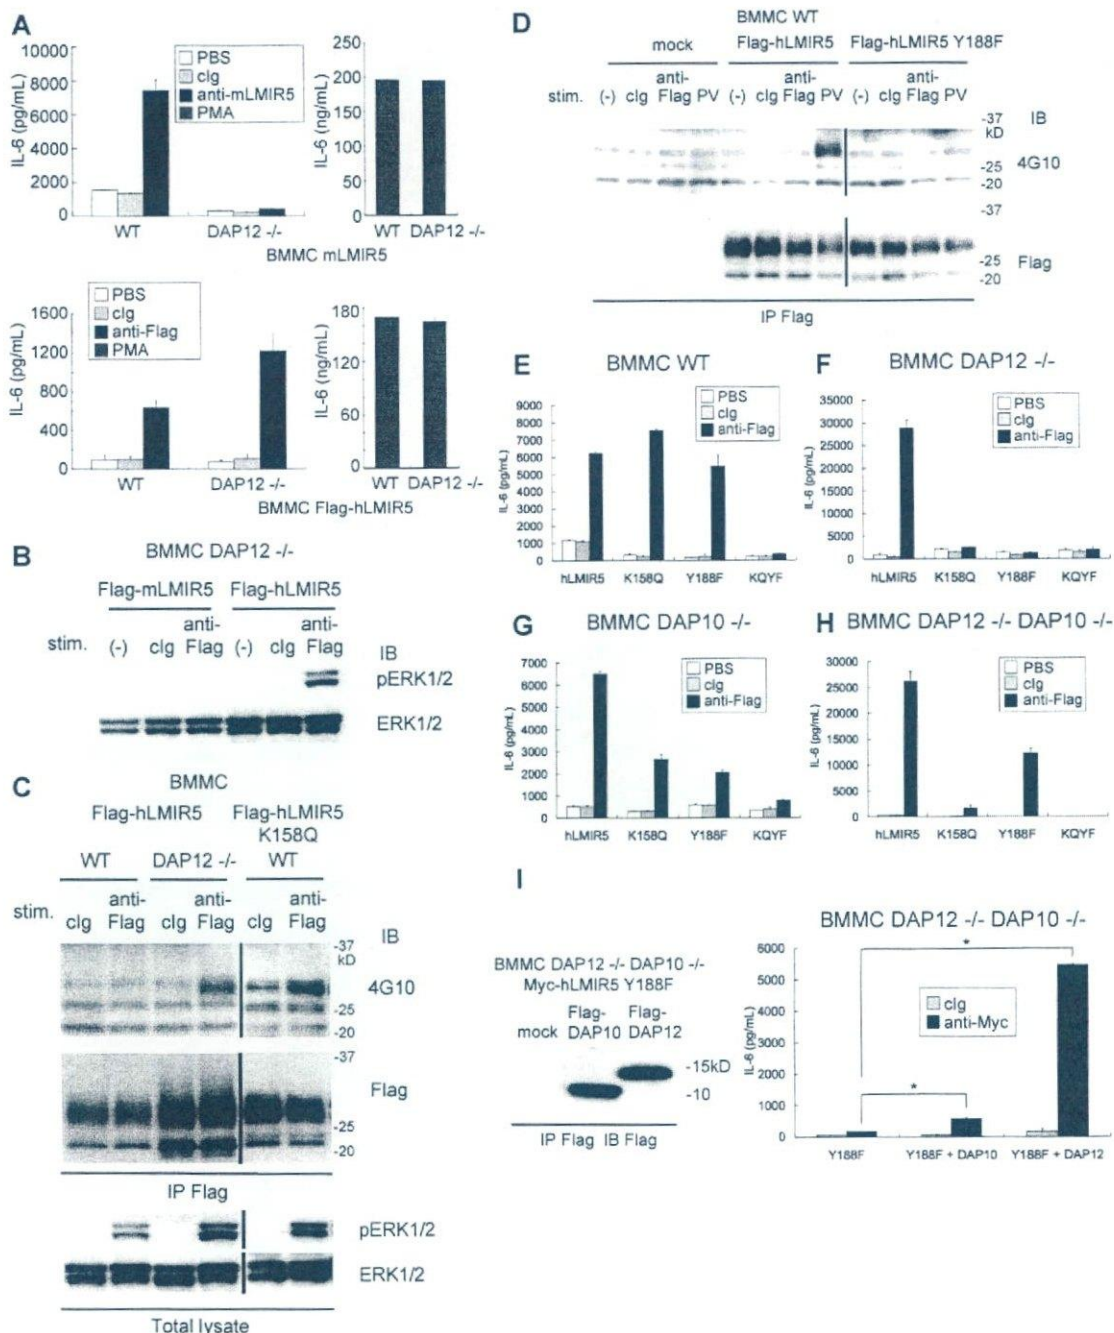 A
IL-6 (pg/mL)
10000
8000
6000
4000
2000
0
PBS
cIg
anti-mLMIR5
PMA
WT DAP12 -/-
IL-6 (ng/mL)
250
200
150
100
50
0
WT DAP12 -/-
BMMC mLMIR5
IL-6 (pg/mL)
1600
1200
800
400
0
PBS
cIg
anti-Flag
PMA
WT DAP12 -/-
IL-6 (ng/mL)
180
120
60
0
WT DAP12 -/-
BMMC Flag-hLMIR5
B
BMMC DAP12 -/-
Flag-mLMIR5 Flag-hLMIR5
anti- anti-
stim. (-) cIg Flag (-) cIg Flag
IB
pERK1/2
ERK1/2
C
BMMC
Flag-hLMIR5 Flag-hLMIR5
K158Q
WT DAP12 -/- WT
anti- anti- anti-
stim. cIg Flag cIg Flag cIg Flag
-37
kD
IB
4G10
-25
-20
-37
Flag
-25
-20
IP Flag
pERK1/2
ERK1/2
Total lysate
D
BMMC WT
mock Flag-hLMIR5 Flag-hLMIR5 Y188F
anti- anti- anti-
stim. (-) cIg Flag PV (-) cIg Flag PV (-) cIg Flag PV
-37
kD
IB
4G10
-25
-20
-37
-25
Flag
-20
IP Flag
E
BMMC WT
IL-6 (pg/mL)
9000
8000
7000
6000
5000
4000
3000
2000
1000
0
PBS
cIg
anti-Flag
hLMIR5 K158Q Y188F KQYF
F
BMMC DAP12 -/-
IL-6 (pg/mL)
35000
30000
25000
20000
15000
10000
5000
0
PBS
cIg
anti-Flag
hLMIR5 K158Q Y188F KQYF
G
BMMC DAP10 -/-
IL-6 (pg/mL)
7000
6000
5000
4000
3000
2000
1000
0
PBS
cIg
anti-Flag
hLMIR5 K158Q Y188F KQYF
H
BMMC DAP12 -/- DAP10 -/-
IL-6 (pg/mL)
30000
25000
20000
15000
10000
5000
0
PBS
cIg
anti-Flag
hLMIR5 K158Q Y188F KQYF
I
BMMC DAP12 -/- DAP10 -/-
Myc-hLMIR5 Y188F
Flag- Flag-
mock DAP10 DAP12
-15kD
-10
IP Flag IB Flag
BMMC DAP12 -/- DAP10 -/-
IL-6 (pg/mL)
6000
5000
4000
3000
2000
1000
0
cIg
anti-Myc
*
*
Y188F Y188F + DAP10 Y188F + DAP12